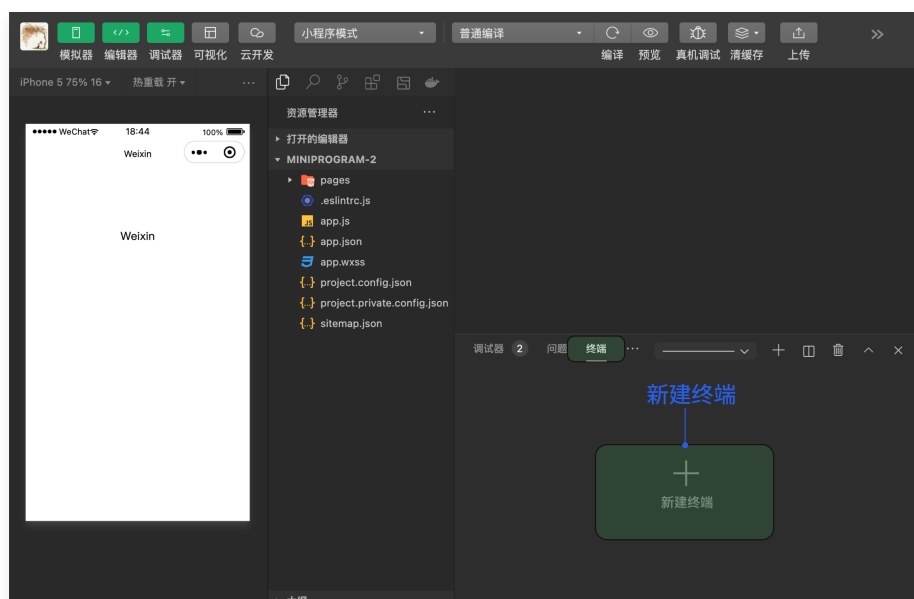 小程序模式
普通编译
模拟器 编辑器 调试器 可视化 云开发
编译 预览 真机调试 清缓存 上传
iPhone 5 75% 16
热重载 开
资源管理器
WeChat 18:44 100%
Weixin
Weixin
打开的编辑器
MINIPROGRAM-2
pages
.eslintrc.js
app.js
app.json
app.wxss
project.config.json
project.private.config.json
sitemap.json
调试器 2 问题 终端
新建终端
新建终端